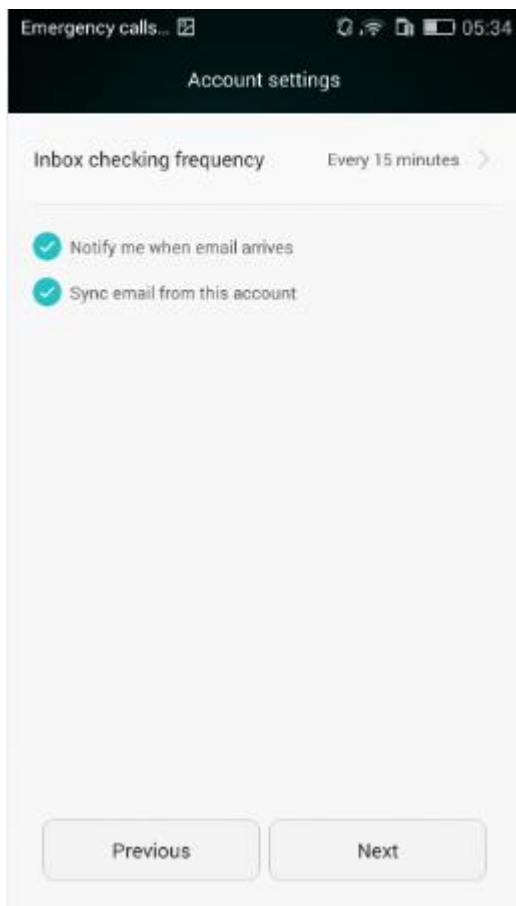 Emergency calls... 05:34
Account settings
Inbox checking frequency Every 15 minutes
Notify me when email arrives
Sync email from this account
Previous Next